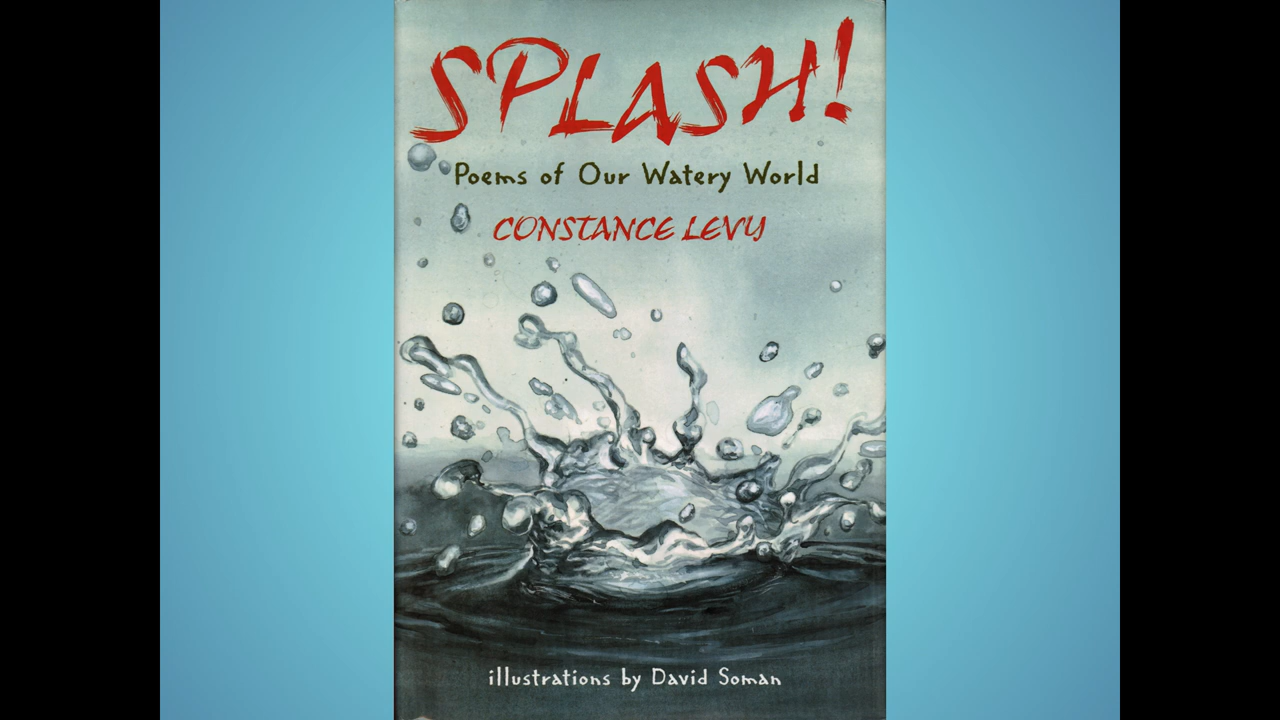 SPLASH!
Poems of Our Watery World
CONSTANCE LEVY
illustrations by David Soman